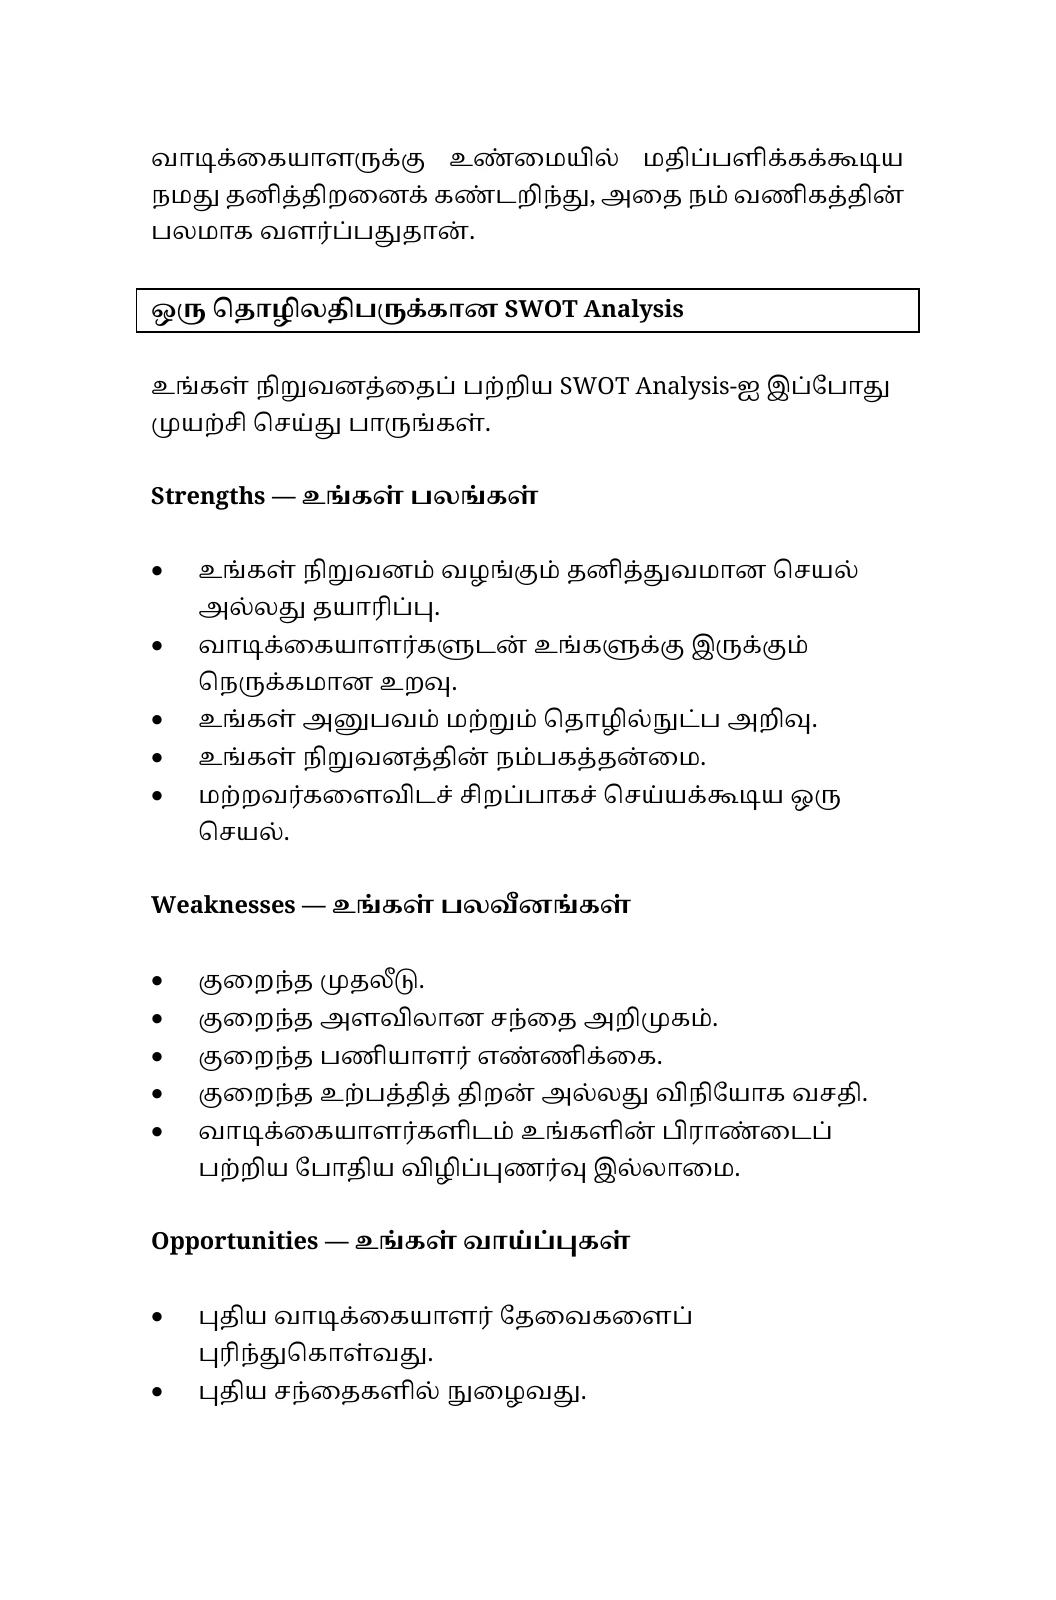 வாடிக்கையாளருக்கு உண்மையில் மதிப்பளிக்கக்கூடிய
நமது தனித்திறனைக் கண்டறிந்து, அதை நம் வணிகத்தின்
பலமாக வளர்ப்பதுதான்.
ஒரு தொழிலதிபருக்கான SWOT Analysis
உங்கள் நிறுவனத்தைப் பற்றிய SWOT Analysis-ஐ இப்போது
முயற்சி செய்து பாருங்கள்.
Strengths — உங்கள் பலங்கள்
• உங்கள் நிறுவனம் வழங்கும் தனித்துவமான செயல்
அல்லது தயாரிப்பு.
• வாடிக்கையாளர்களுடன் உங்களுக்கு இருக்கும்
நெருக்கமான உறவு.
• உங்கள் அனுபவம் மற்றும் தொழில்நுட்ப அறிவு.
• உங்கள் நிறுவனத்தின் நம்பகத்தன்மை.
• மற்றவர்களைவிடச் சிறப்பாகச் செய்யக்கூடிய ஒரு
செயல்.
Weaknesses — உங்கள் பலவீனங்கள்
• குறைந்த முதலீடு.
• குறைந்த அளவிலான சந்தை அறிமுகம்.
• குறைந்த பணியாளர் எண்ணிக்கை.
• குறைந்த உற்பத்தித் திறன் அல்லது விநியோக வசதி.
• வாடிக்கையாளர்களிடம் உங்களின் பிராண்டைப்
பற்றிய போதிய விழிப்புணர்வு இல்லாமை.
Opportunities — உங்கள் வாய்ப்புகள்
• புதிய வாடிக்கையாளர் தேவைகளைப்
புரிந்துகொள்வது.
• புதிய சந்தைகளில் நுழைவது.